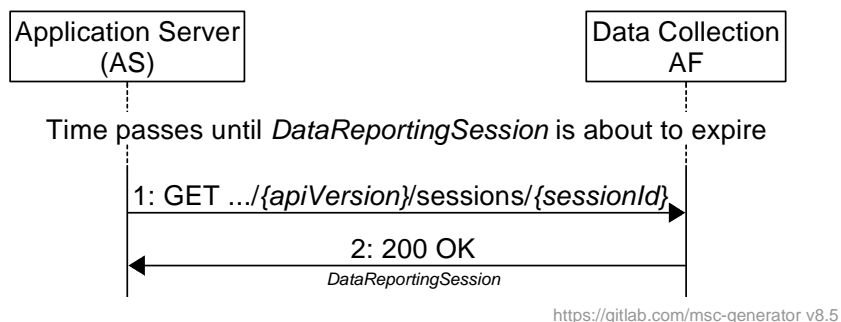 Application Server
(AS)
Data Collection
AF
Time passes until DataReportingSession is about to expire
1: GET .../{apiVersion}/sessions/{sessionId}
2: 200 OK
DataReportingSession
https://gitlab.com/msc-generator v8.5